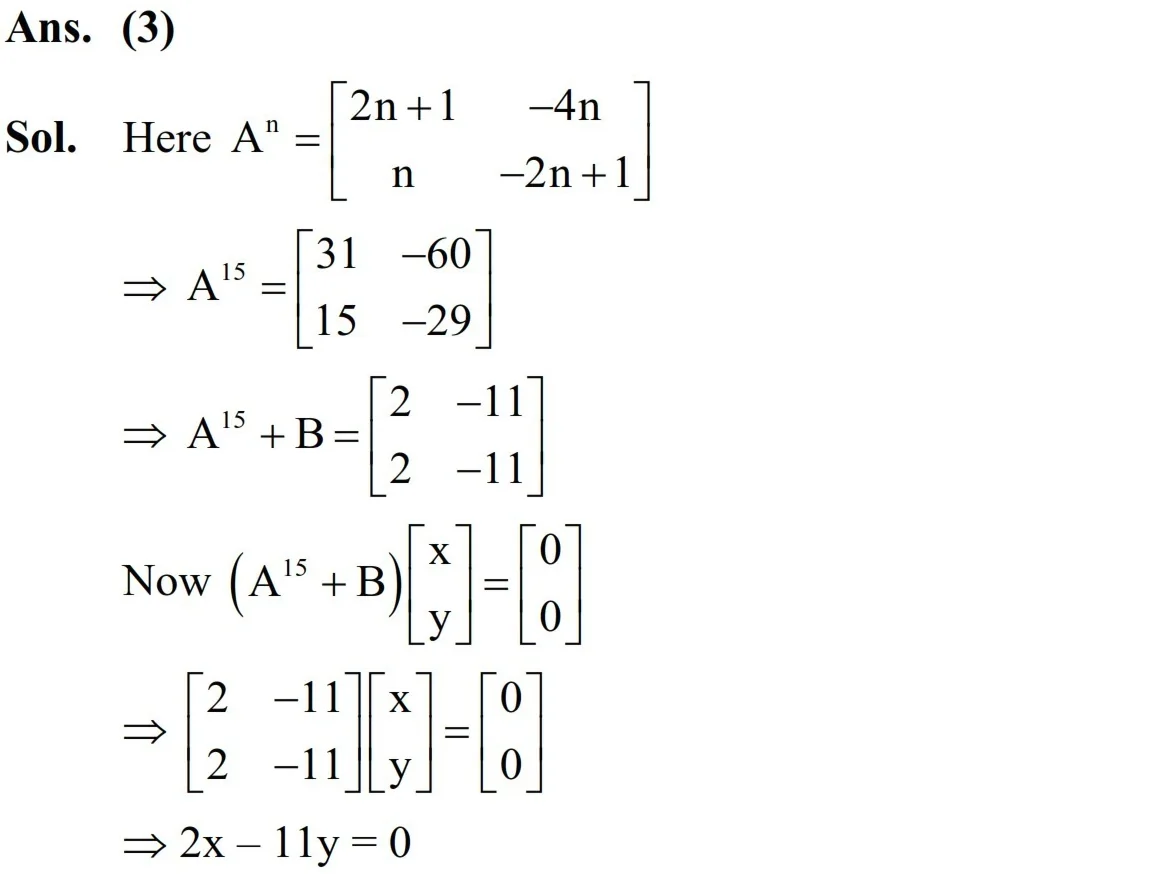 Ans. (3)
Sol. Here Aⁿ = [2n + 1 −4n
n −2n + 1]
⇒ A¹⁵ = [31 −60
15 −29]
⇒ A¹⁵ + B = [2 −11
2 −11]
Now (A¹⁵ + B) [x
y] = [0
0]
⇒ [2 −11
2 −11] [x
y] = [0
0]
⇒ 2x − 11y = 0